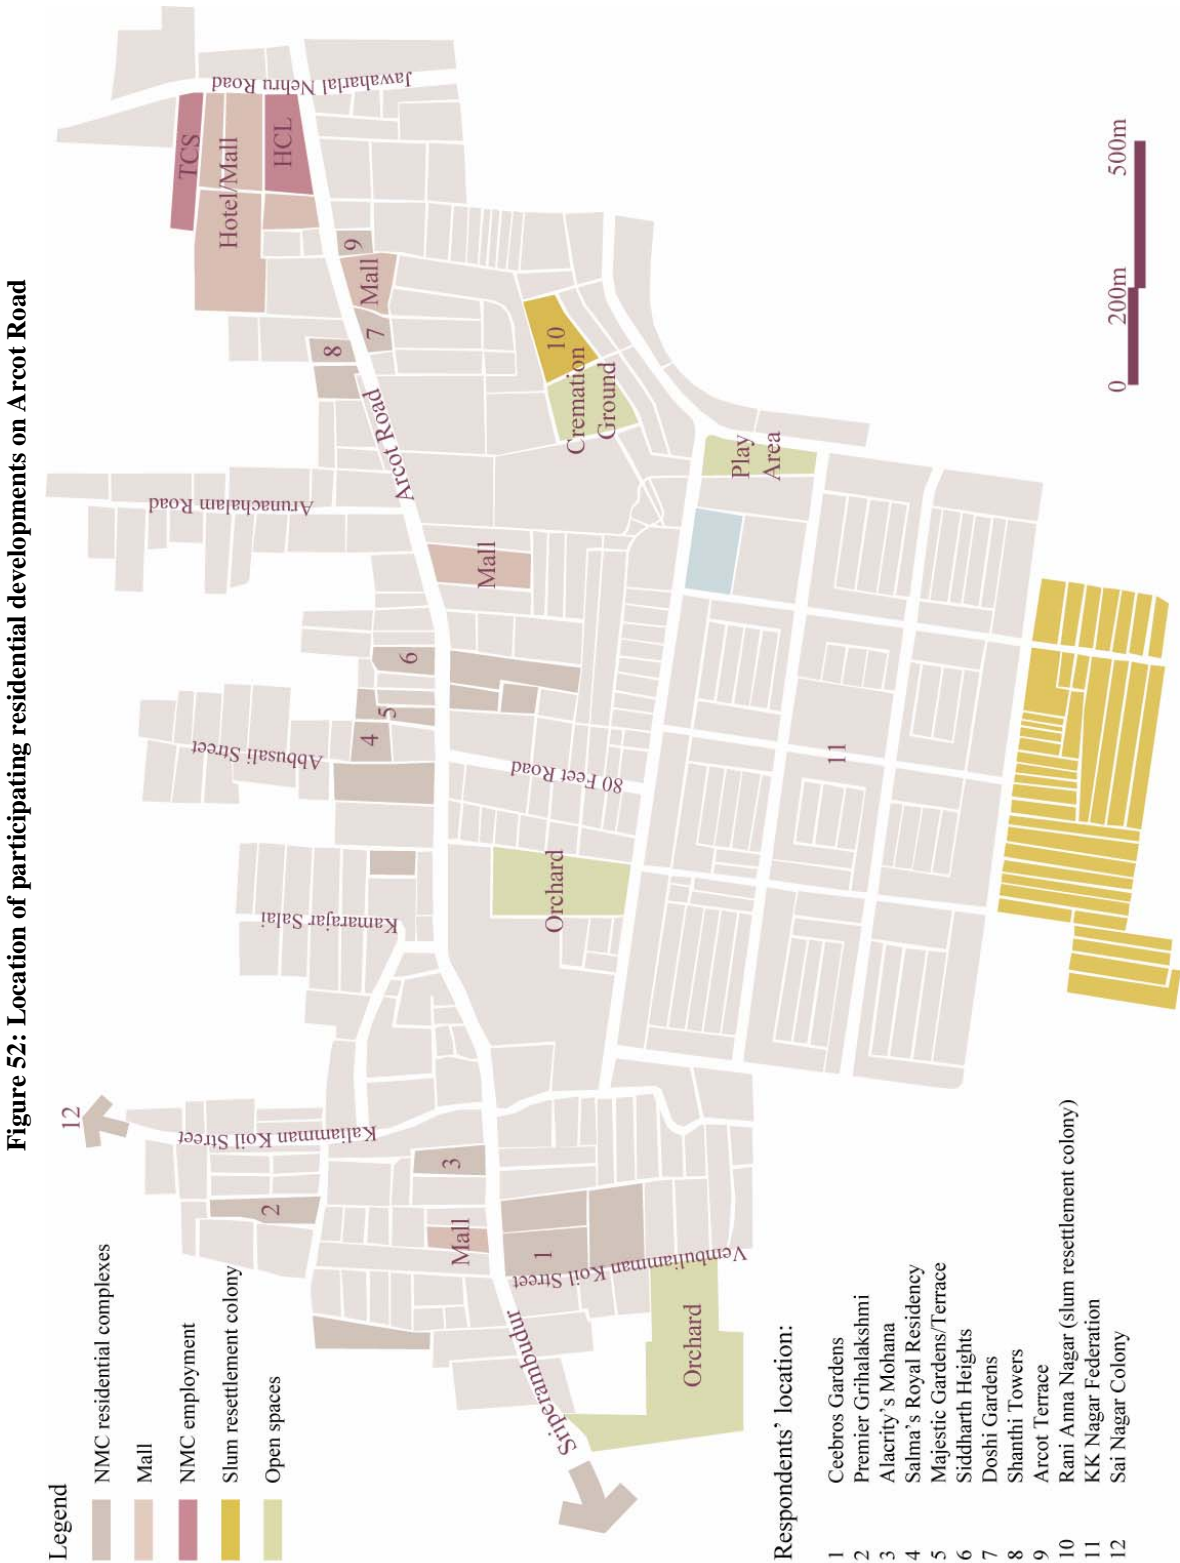 Figure 52: Location of participating residential developments on Arcot Road
Legend
NMC residential complexes
Mall
NMC employment
Slum resettlement colony
Open spaces
12
Kaliamman Koil Street
2
3
Mall
1
Vembuliamman Koil Street
Sriperambudur
Orchard
Kamarajar Salai
Orchard
Abbusali Street
4
5
6
80 Feet Road
Arunachalam Road
Arcot Road
Mall
8
7
Mall
9
TCS
Hotel/Mall
HCL
Jawaharlal Nehru Road
10
Cremation
Ground
Play
Area
11
Respondents' location:
1 Ceebros Gardens
2 Premier Grihalakshmi
3 Alacrity's Mohana
4 Salma's Royal Residency
5 Majestic Gardens/Terrace
6 Siddharth Heights
7 Doshi Gardens
8 Shanthi Towers
9 Arcot Terrace
10 Rani Anna Nagar (slum resettlement colony)
11 KK Nagar Federation
12 Sai Nagar Colony
0 200m 500m